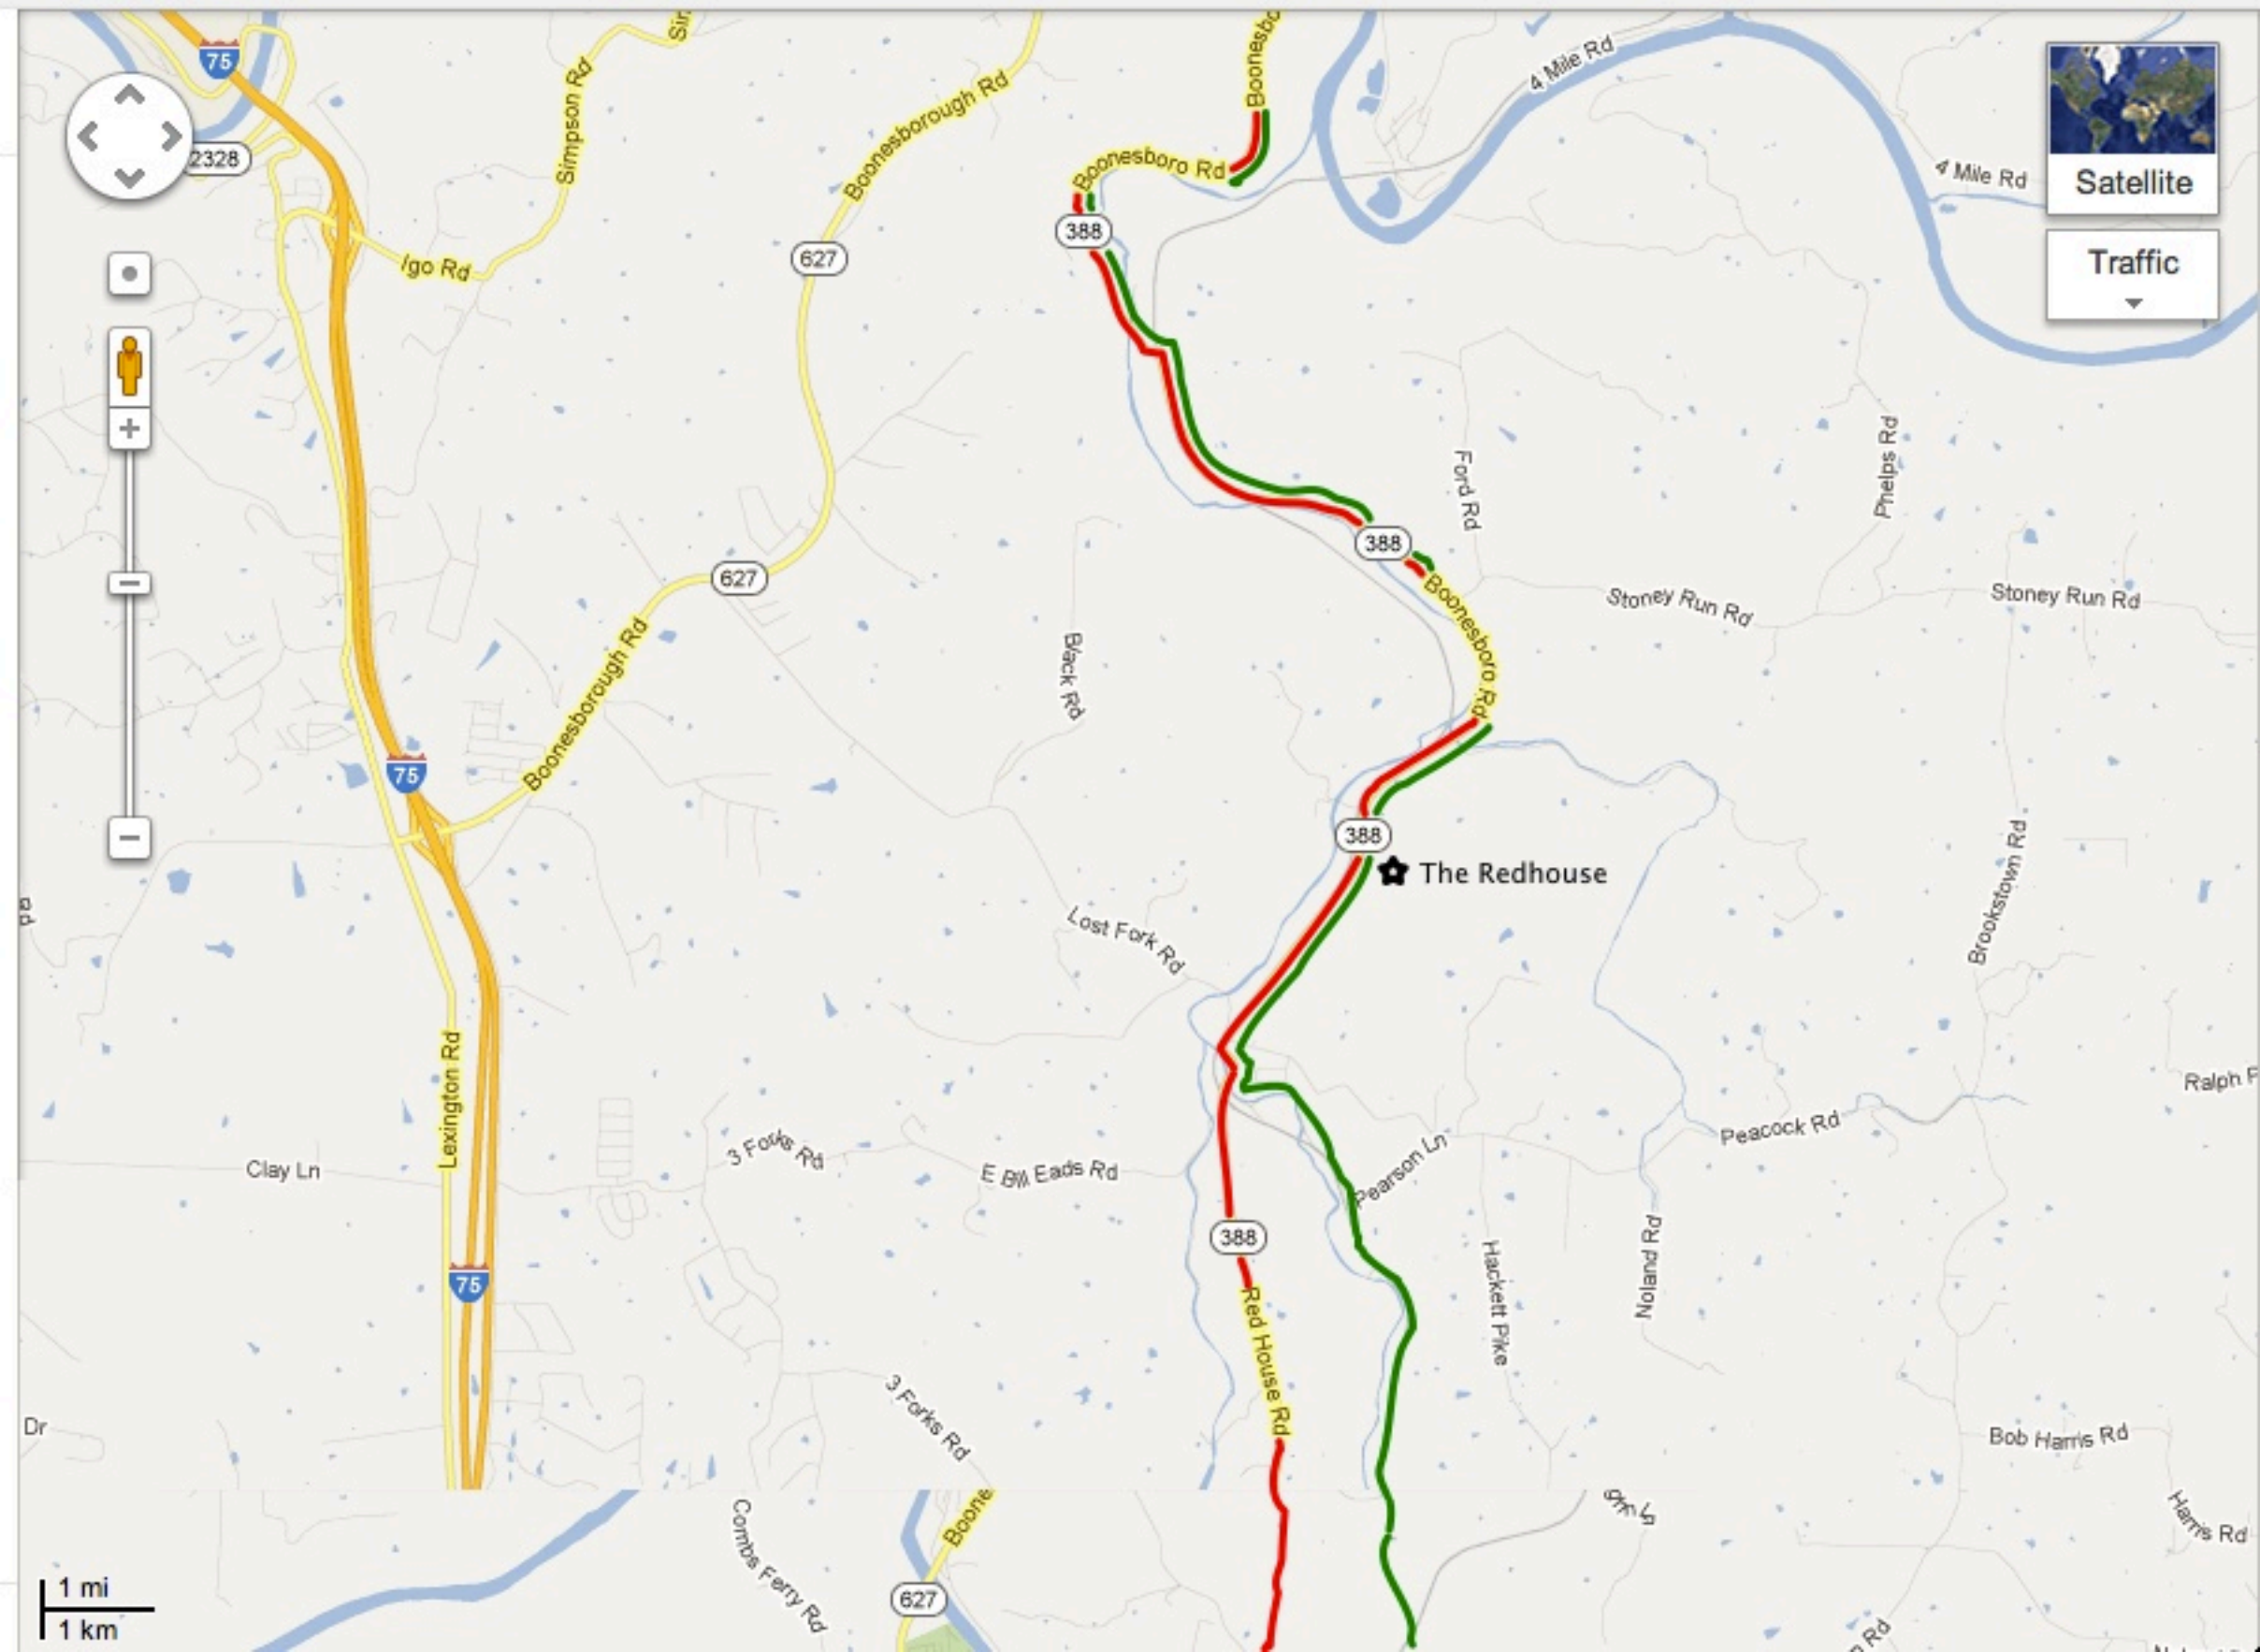 75
Sim
Boonesbo
4 Mile Rd
Simpson Rd
Boonesborough Rd
2328
Boonesboro Rd
4 Mile Rd
Satellite
388
Igo Rd
627
Traffic
Phelps Rd
Ford Rd
388
627
Stoney Run Rd
Stoney Run Rd
Boonesboro Rd
Boonesborough Rd
Black Rd
75
388
The Redhouse
Brookstown Rd
Rd
Lost Fork Rd
Lexington Rd
Ralph F
Peacock Rd
3 Forks Rd
Pearson Ln
Clay Ln
E Bill Eads Rd
388
Noland Rd
Hackett Pike
75
Red House Rd
3 Forks Rd
Dr
Bob Harris Rd
Harris Rd
Combs Ferry Rd
Boone
1 mi
627
1 km
Rd